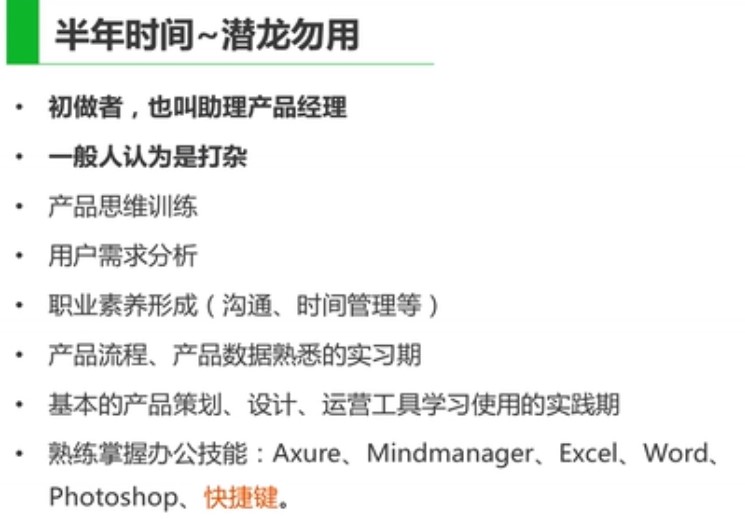 半年时间~潜龙勿用
• 初做者，也叫助理产品经理
• 一般人认为是打杂
• 产品思维训练
• 用户需求分析
• 职业素养形成（沟通、时间管理等）
• 产品流程、产品数据熟悉的实习期
• 基本的产品策划、设计、运营工具学习使用的实践期
• 熟练掌握办公技能：Axure、Mindmanager、Excel、Word、
Photoshop、快捷键。